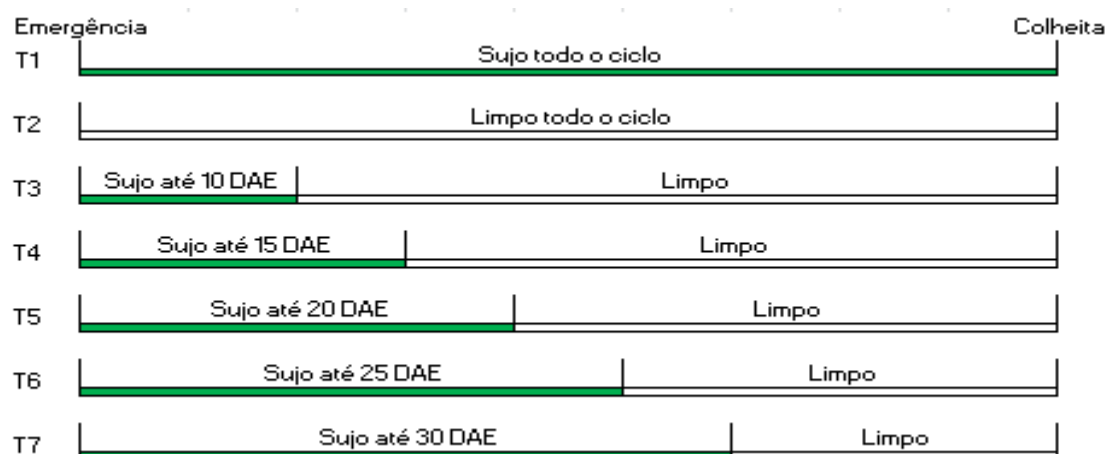 Emergência Colheita
T1 Sujo todo o ciclo
T2 Limpo todo o ciclo
T3 Sujo até 10 DAE Limpo
T4 Sujo até 15 DAE Limpo
T5 Sujo até 20 DAE Limpo
T6 Sujo até 25 DAE Limpo
T7 Sujo até 30 DAE Limpo